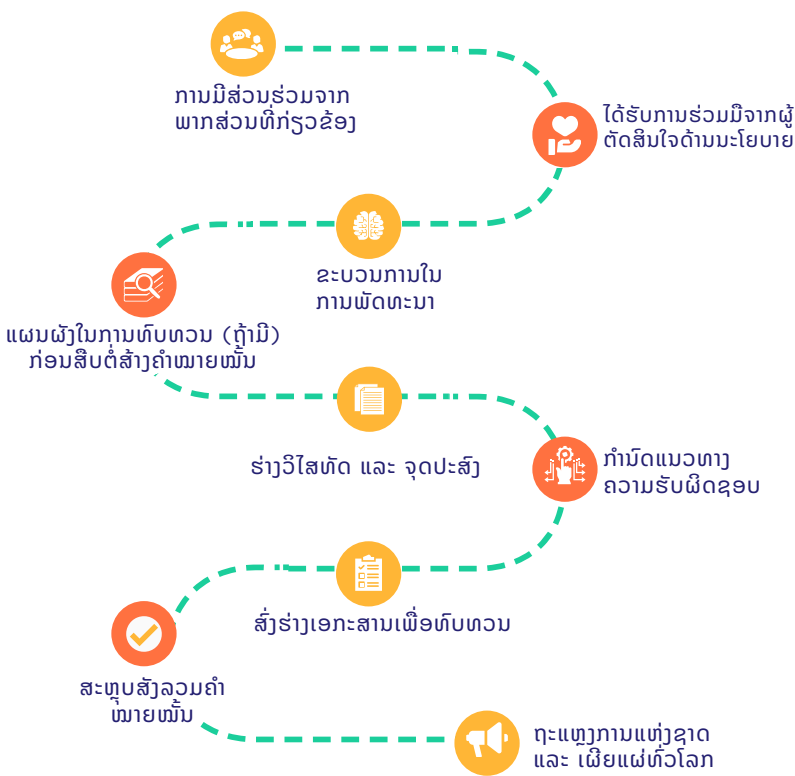 ການມີສ່ວນຮ່ວມຈາກ
ພາກສ່ວນທີ່ກ່ຽວຂ້ອງ
ໄດ້ຮັບການຮ່ວມມືຈາກຜູ້
ຕັດສິນໃຈດ້ານນະໂຍບາຍ
ຂະບວນການໃນ
ການພັດທະນາ
ແຜນຜັງໃນການທົບທວນ (ຖ້າມີ)
ກ່ອນສືບຕໍ່ສ້າງຄໍາໝາຍໝັ້ນ
ຮ່າງວິໄສທັດ ແລະ ຈຸດປະສົງ
ກໍານົດແນວທາງ
ຄວາມຮັບຜິດຊອບ
ສົ່ງຮ່າງເອກະສານເພື່ອທົບທວນ
ສະຫຼຸບສັງລວມຄໍາ
ໝາຍໝັ້ນ
ຖະແຫຼງການແຫ່ງຊາດ
ແລະ ເຜີຍແຜ່ທົ່ວໂລກ